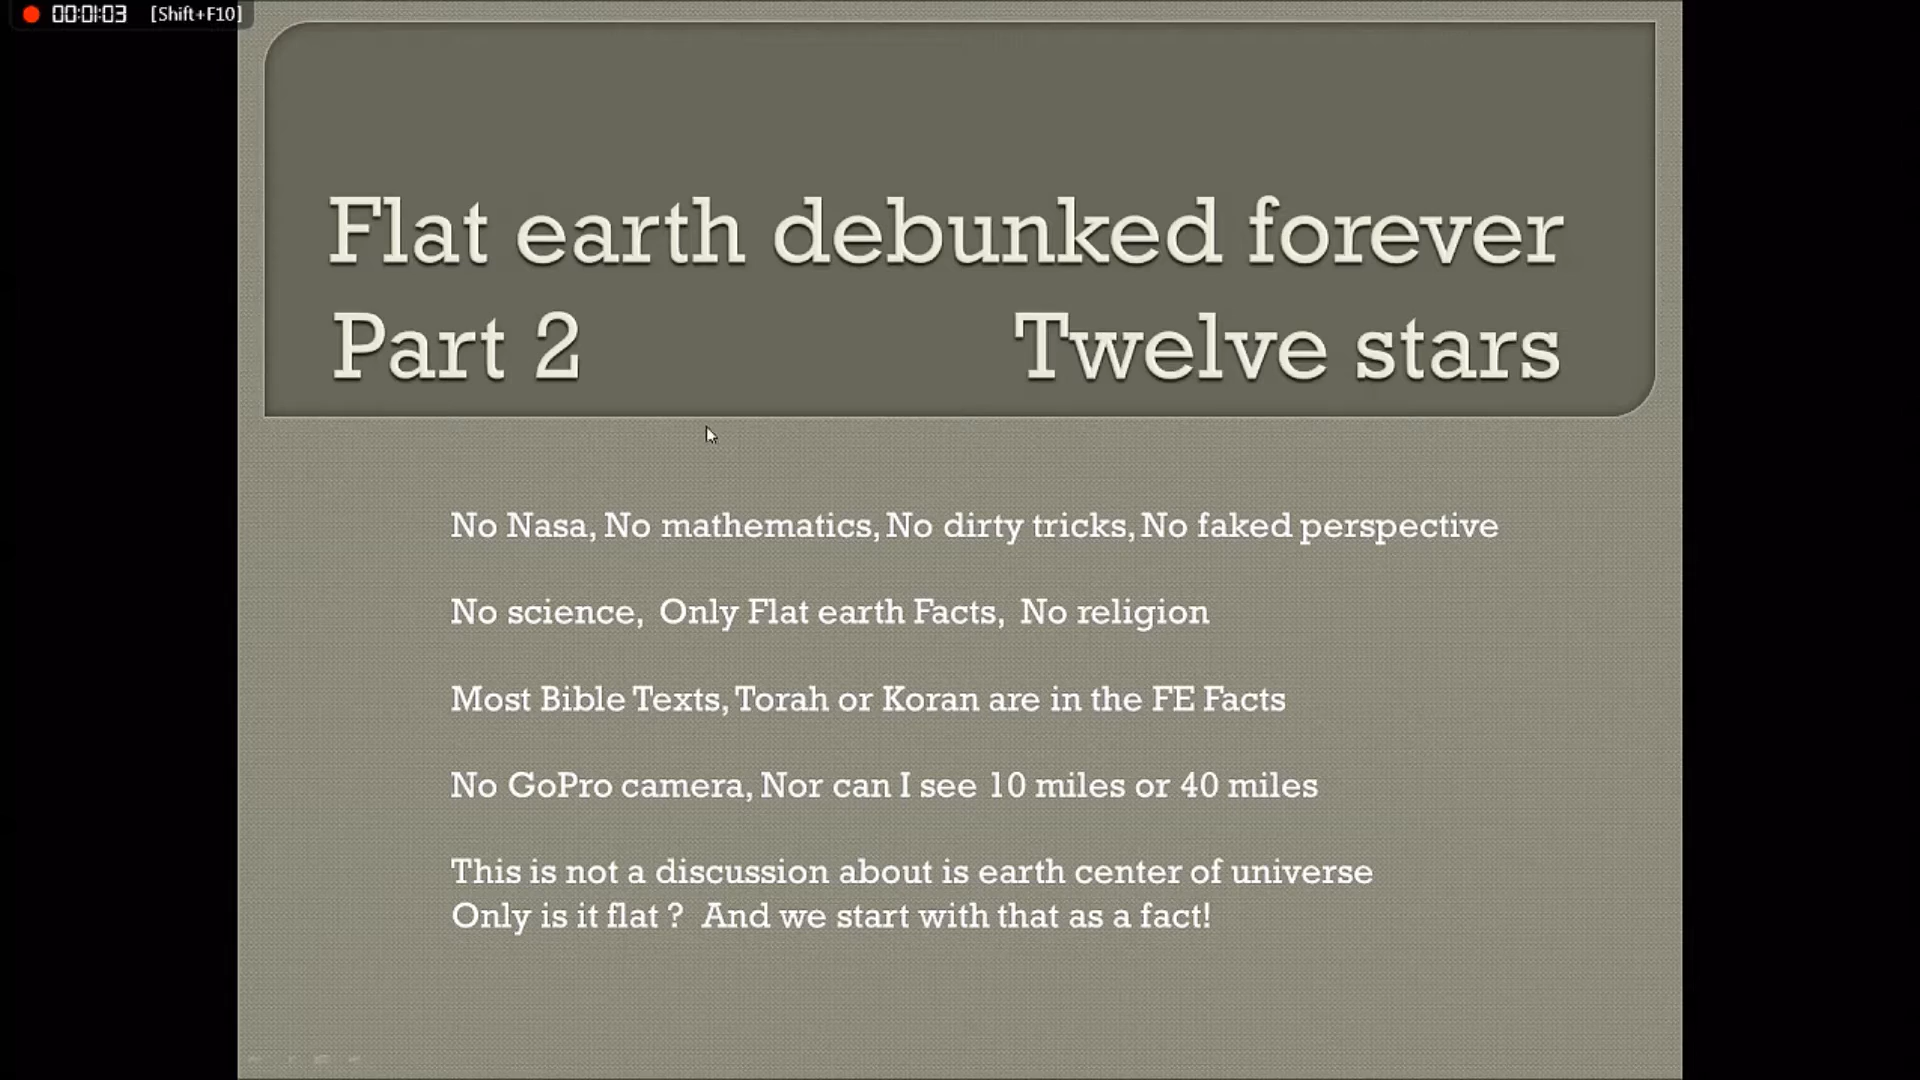 00:01:03 [Shift+F10]
Flat earth debunked forever
Part 2 Twelve stars
No Nasa, No mathematics, No dirty tricks, No faked perspective
No science, Only Flat earth Facts, No religion
Most Bible Texts, Torah or Koran are in the FE Facts
No GoPro camera, Nor can I see 10 miles or 40 miles
This is not a discussion about is earth center of universe
Only is it flat ? And we start with that as a fact!